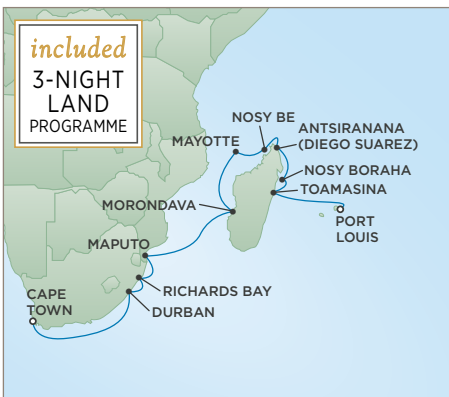 included
3-NIGHT
LAND
PROGRAMME
NOSY BE
ANTSIRANANA
(DIEGO SUAREZ)
MAYOTTE
NOSY BORAHA
TOAMASINA
MORONDAVA
PORT
LOUIS
MAPUTO
RICHARDS BAY
CAPE
TOWN
DURBAN